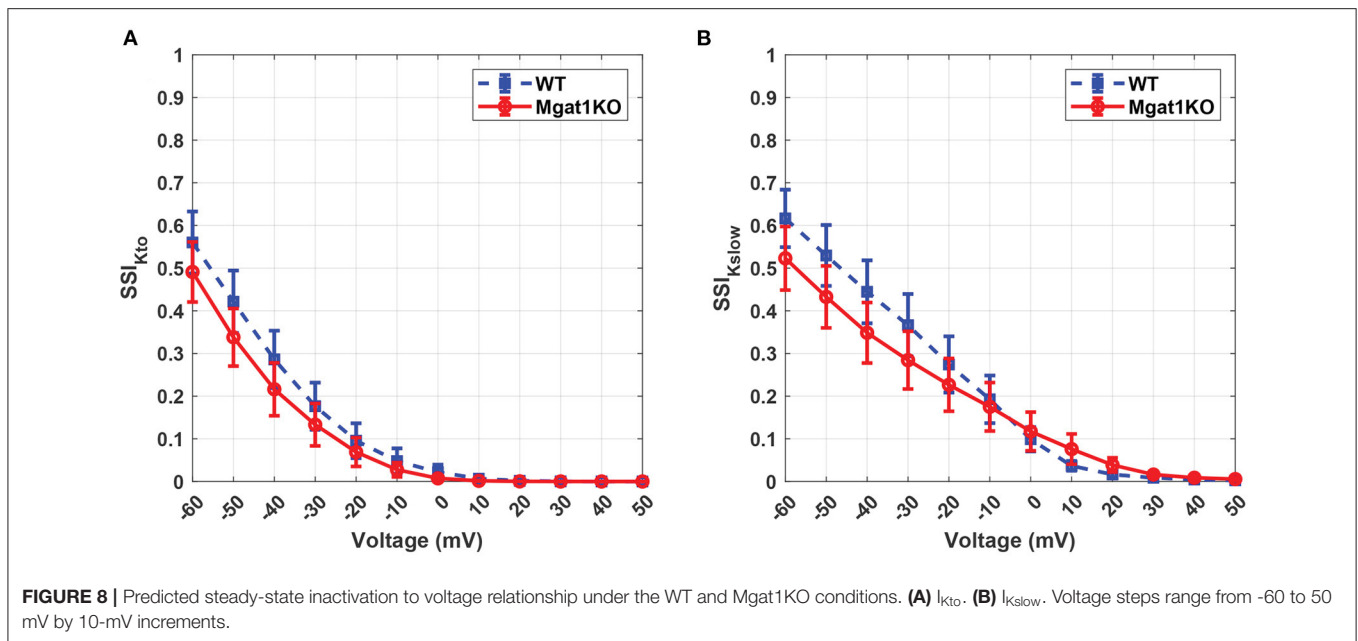 A
1
0.9
0.8
0.7
0.6
0.5
0.4
0.3
0.2
0.1
0
SSI_Kto
WT
Mgat1KO
-60 -50 -40 -30 -20 -10 0 10 20 30 40 50
Voltage (mV)
B
1
0.9
0.8
0.7
0.6
0.5
0.4
0.3
0.2
0.1
0
SSI_Kslow
WT
Mgat1KO
-60 -50 -40 -30 -20 -10 0 10 20 30 40 50
Voltage (mV)
FIGURE 8 | Predicted steady-state inactivation to voltage relationship under the WT and Mgat1KO conditions. (A) I_Kto. (B) I_Kslow. Voltage steps range from -60 to 50
mV by 10-mV increments.